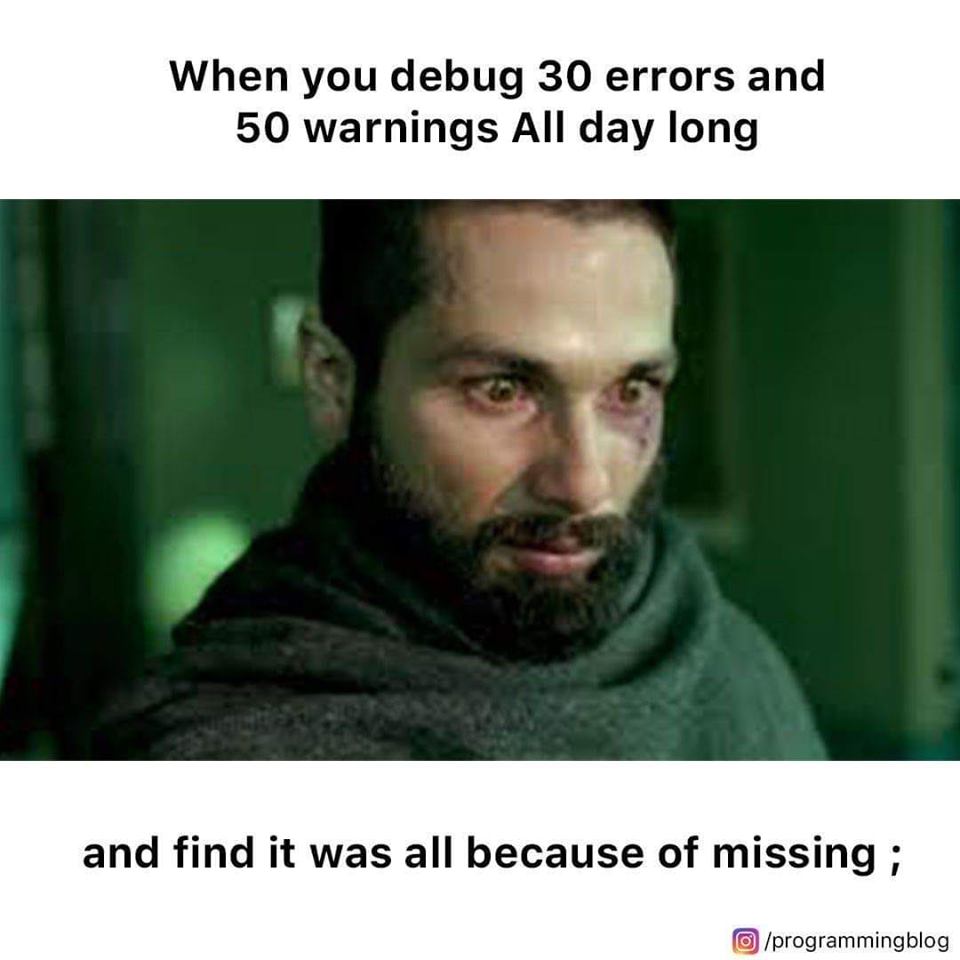 When you debug 30 errors and
50 warnings All day long
and find it was all because of missing ;
/programmingblog